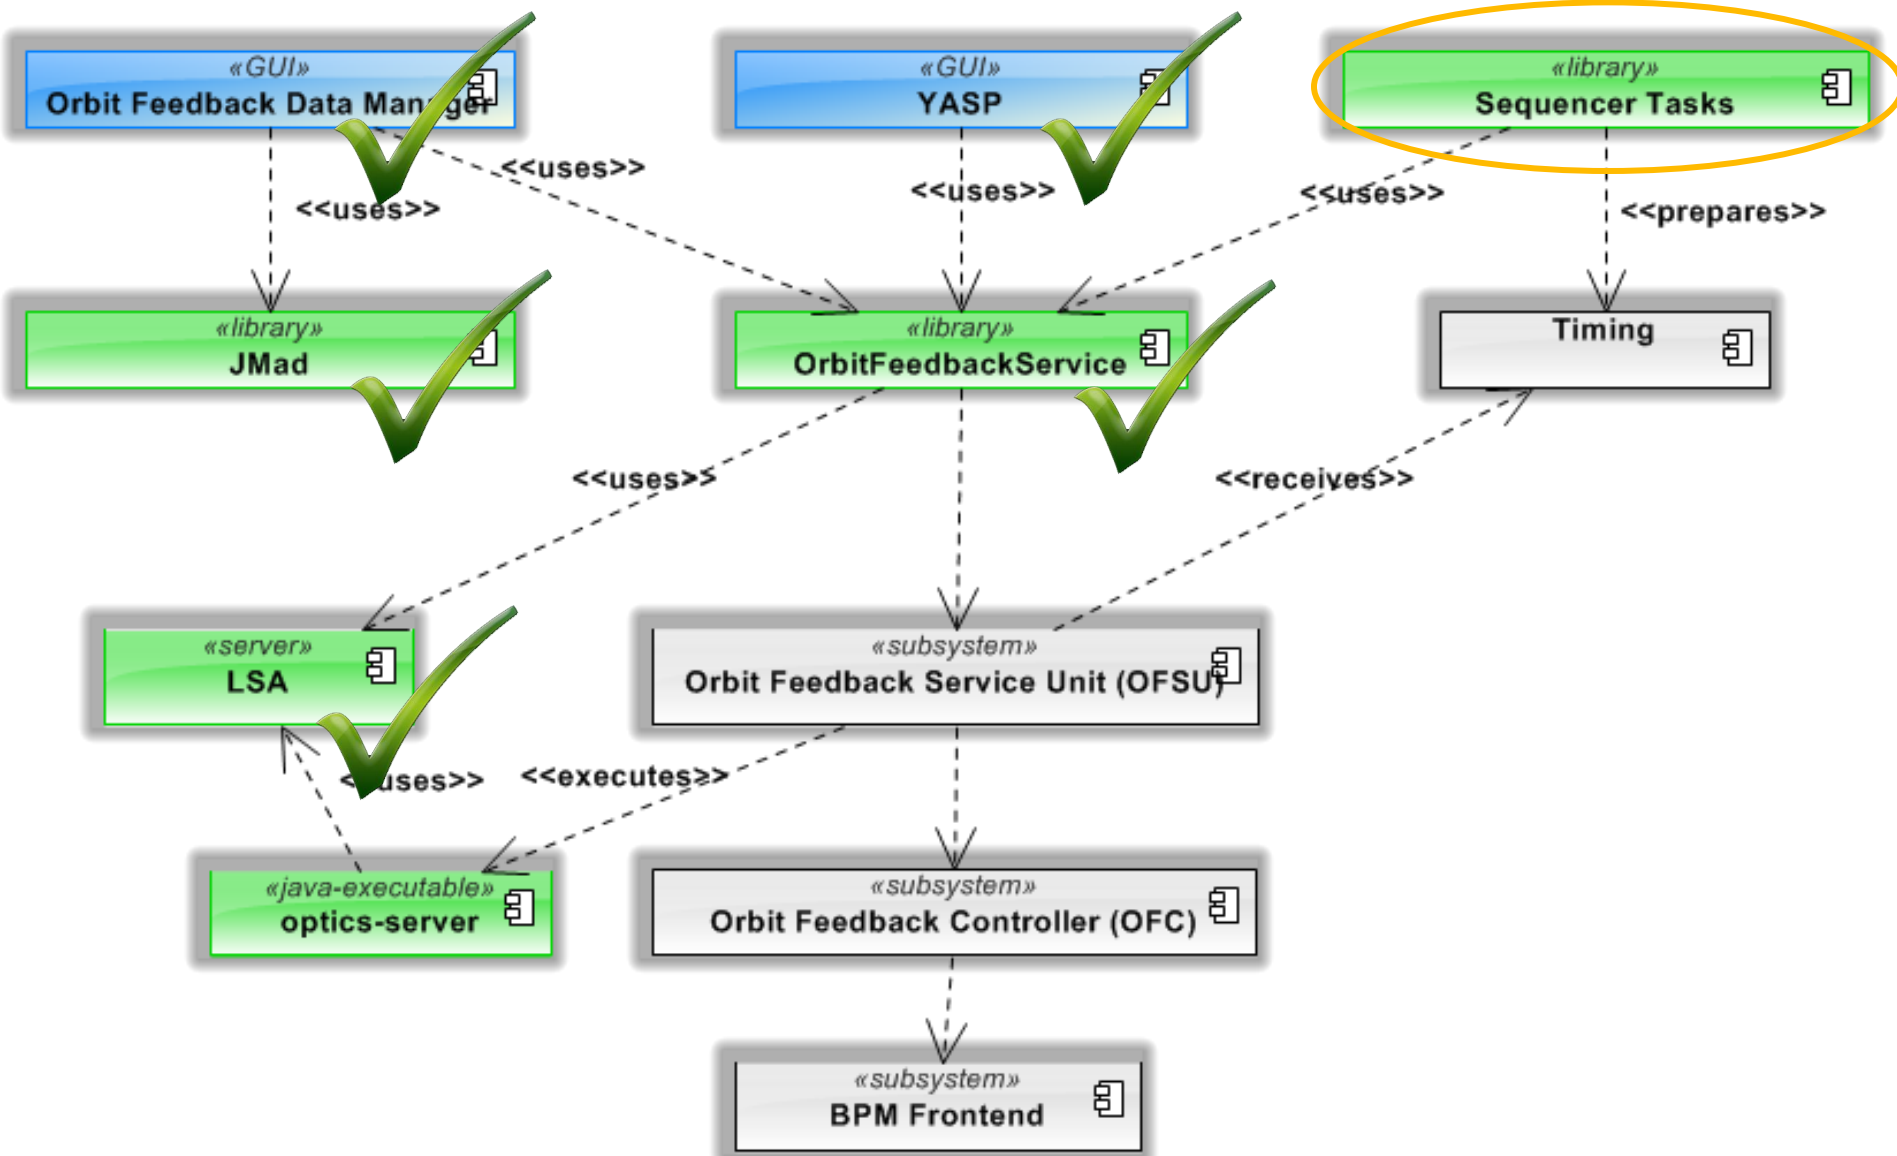 «GUI»
Orbit Feedback Data Manager
«GUI»
YASP
«library»
Sequencer Tasks
<<uses>>
<<uses>>
<<uses>>
<<uses>>
<<prepares>>
«library»
JMad
«library»
OrbitFeedbackService
Timing
<<uses>>
<<receives>>
«server»
LSA
«subsystem»
Orbit Feedback Service Unit (OFSU)
<<uses>>
<<executes>>
«java-executable»
optics-server
«subsystem»
Orbit Feedback Controller (OFC)
«subsystem»
BPM Frontend